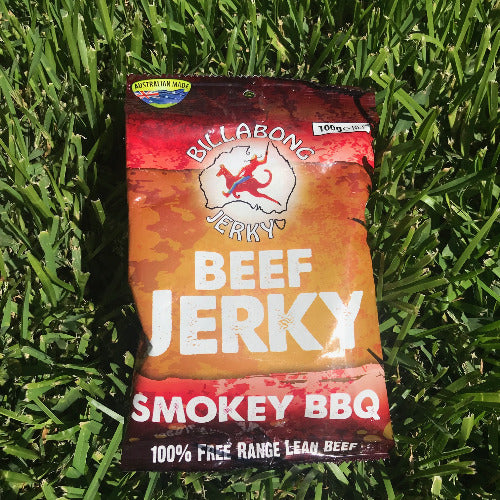 AUSTRALIAN MADE
100g
BILLABONG
JERKY
BEEF
JERKY
SMOKEY BBQ
100% FREE RANGE LEAN BEEF